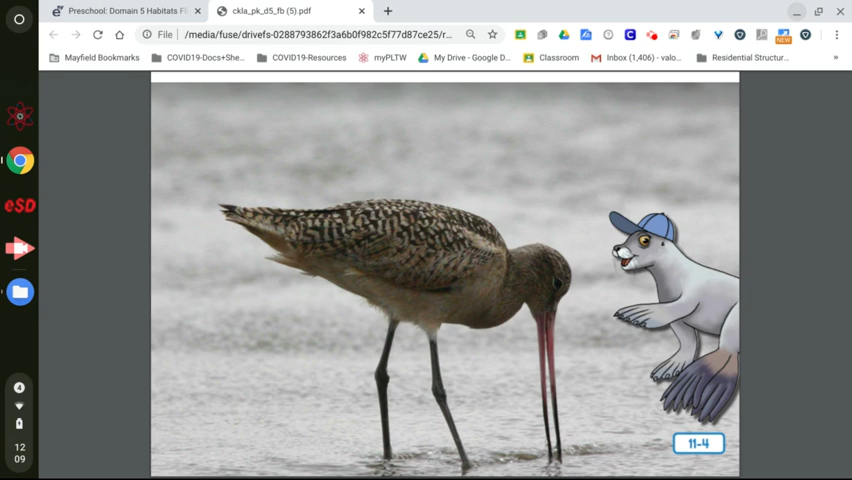 Preschool: Domain 5 Habitats Fl
ckla_pk_d5_fb (5).pdf
File
/media/fuse/drivefs-0288793862f3a6b0f982c5f77d87ce25/r...
NEW
Mayfield Bookmarks
COVID19-Docs+She...
COVID19-Resources
myPLTW
My Drive - Google D...
Classroom
Inbox (1,406) - valo...
Residential Structur...
»
eSD
11-4
4
12
09